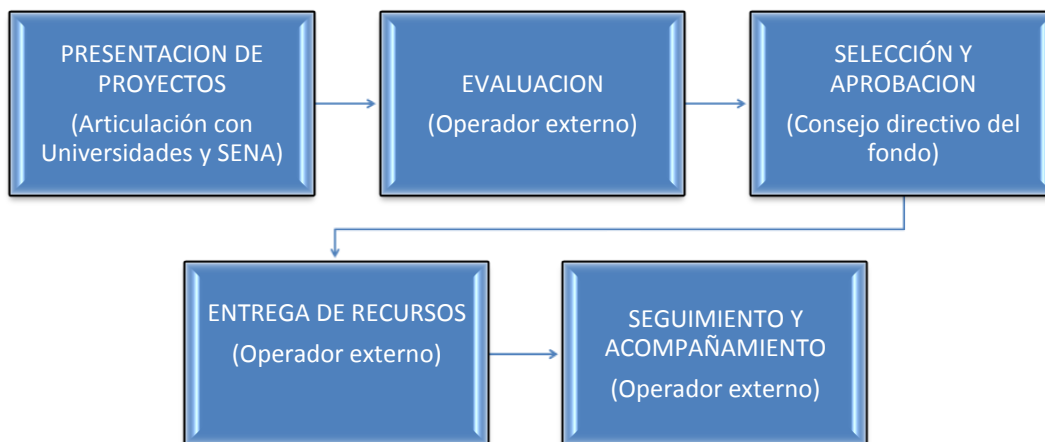 PRESENTACION DE
PROYECTOS
(Articulación con
Universidades y SENA)
EVALUACION
(Operador externo)
SELECCIÓN Y
APROBACION
(Consejo directivo del
fondo)
ENTREGA DE RECURSOS
(Operador externo)
SEGUIMIENTO Y
ACOMPAÑAMIENTO
(Operador externo)